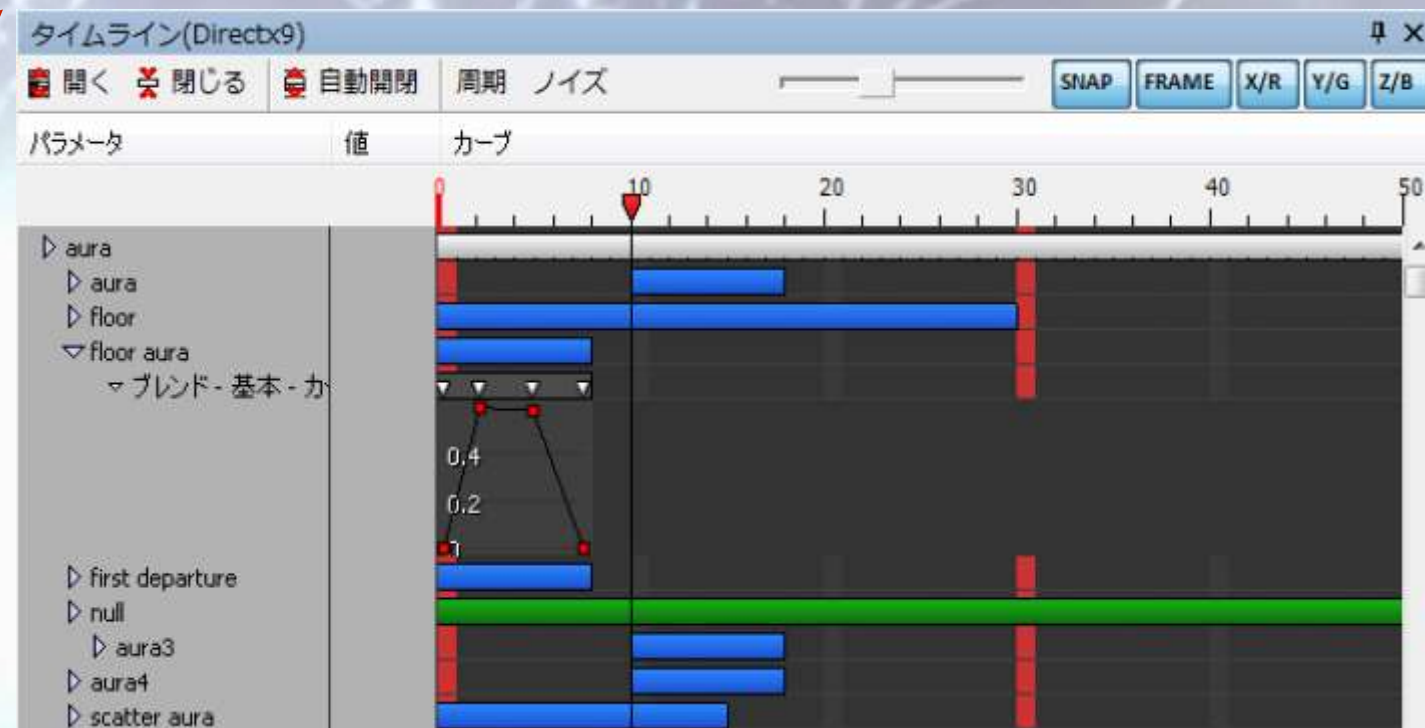 タイムライン(Directx9)
開く 閉じる 自動開閉 周期 ノイズ SNAP FRAME X/R Y/G Z/B
パラメータ 値 カーブ
0 10 20 30 40 50
aura
aura
floor
floor aura
ブレンド - 基本 - カ
0.4
0.2
0
first departure
null
aura3
aura4
scatter aura